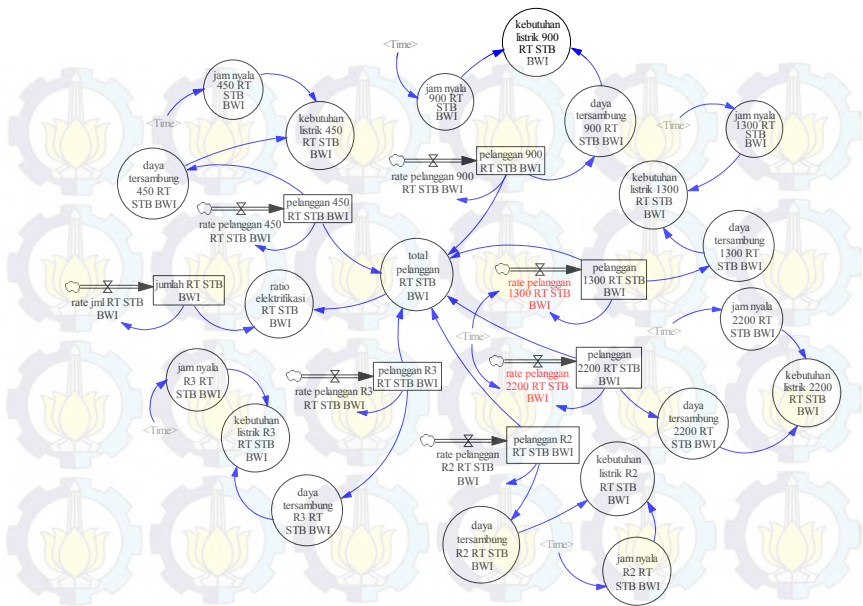 kebutuhan
listrik 900
RT STB
BWI
<Time>
jam nyala
900 RT
STB
BWI
daya
tersambung
900 RT
STB BWI
pelanggan 900
RT STB BWI
rate pelanggan 900
RT STB BWI
jam nyala
450 RT
STB
BWI
<Time>
kebutuhan
listrik 450
RT STB
BWI
daya
tersambung
450 RT
STB BWI
pelanggan 450
RT STB BWI
rate pelanggan 450
RT STB BWI
<Time>
jam nyala
1300 RT
STB
BWI
kebutuhan
listrik 1300
RT STB
BWI
daya
tersambung
1300 RT
STB BWI
pelanggan
1300 RT STB
BWI
rate pelanggan
1300 RT STB
BWI
total
pelanggan
RT STB
BWI
jumlah RT STB
BWI
rate jml RT STB
BWI
ratio
elektrifikasi
RT STB
BWI
<Time>
<Time>
jam nyala
2200 RT
STB BWI
kebutuhan
listrik 2200
RT STB
BWI
daya
tersambung
2200 RT
STB BWI
pelanggan
2200 RT STB
BWI
rate pelanggan
2200 RT STB
BWI
jam nyala
R3 RT
STB BWI
<Time>
kebutuhan
listrik R3
RT STB
BWI
daya
tersambung
R3 RT
STB BWI
pelanggan R3
RT STB BWI
rate pelanggan R3
RT STB BWI
pelanggan R2
RT STB BWI
rate pelanggan
R2 RT STB
BWI
kebutuhan
listrik R2
RT STB
BWI
daya
tersambung
R2 RT STB
BWI
<Time>
jam nyala
R2 RT
STB BWI